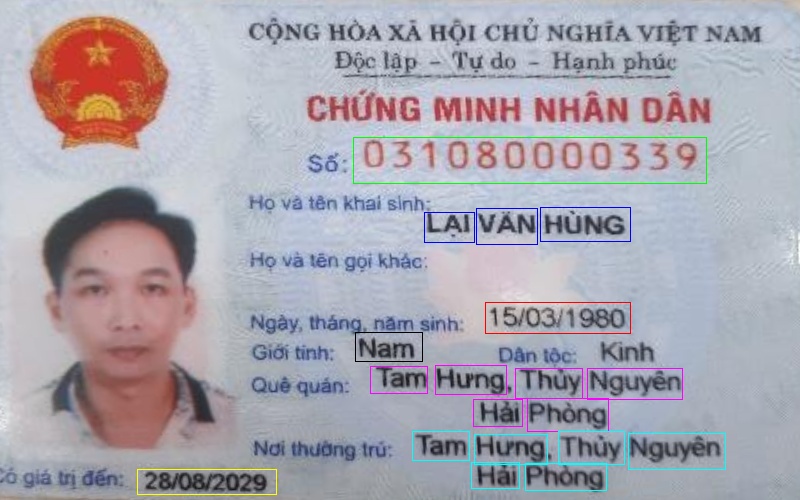 CỘNG HÒA XÃ HỘI CHỦ NGHĨA VIỆT NAM
Độc lập - Tự do - Hạnh phúc
CHỨNG MINH NHÂN DÂN
Số: 031080000339
Họ và tên khai sinh:
LẠI VĂN HÙNG
Họ và tên gọi khác:
Ngày, tháng, năm sinh: 15/03/1980
Giới tính: Nam Dân tộc: Kinh
Quê quán: Tam Hưng, Thủy Nguyên
Hải Phòng
Nơi thường trú: Tam Hưng, Thủy Nguyên
Hải Phòng
Có giá trị đến: 28/08/2029